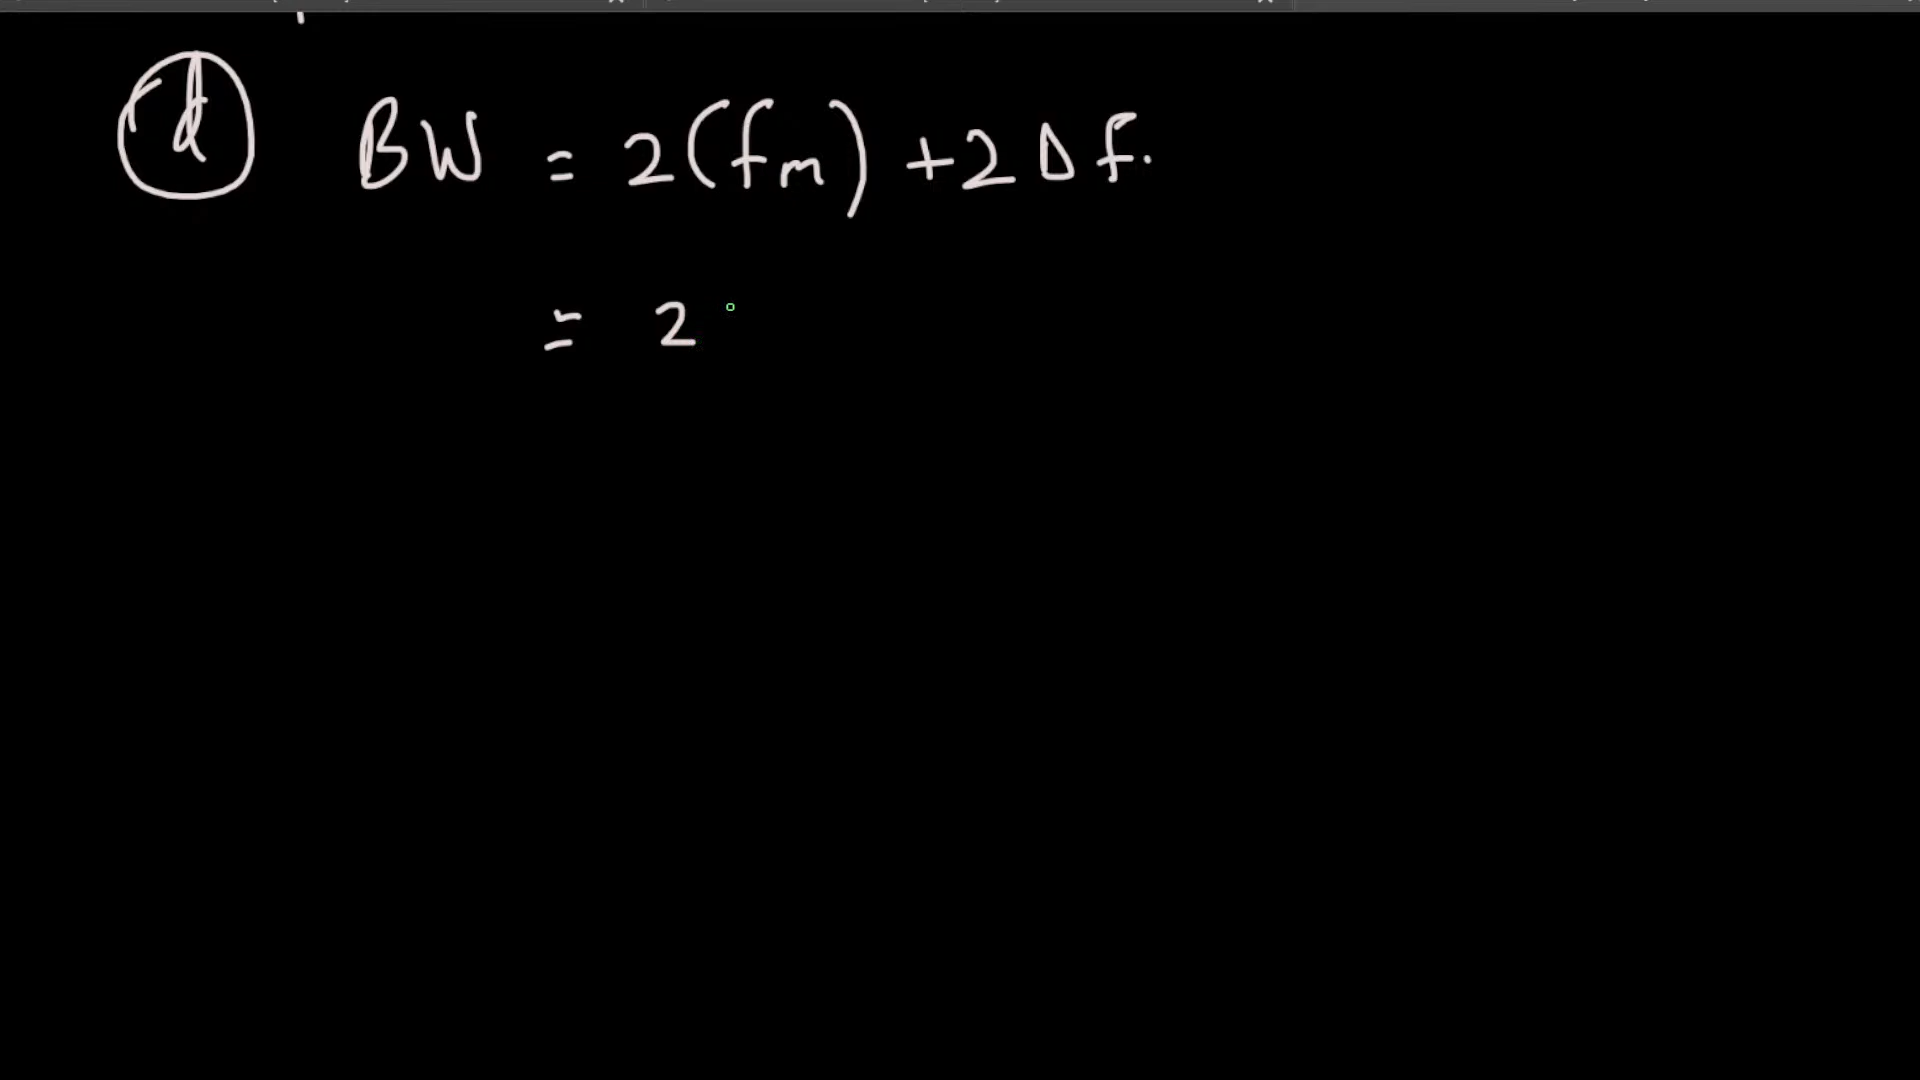 d BW = 2(fm) + 2Δf.
= 2